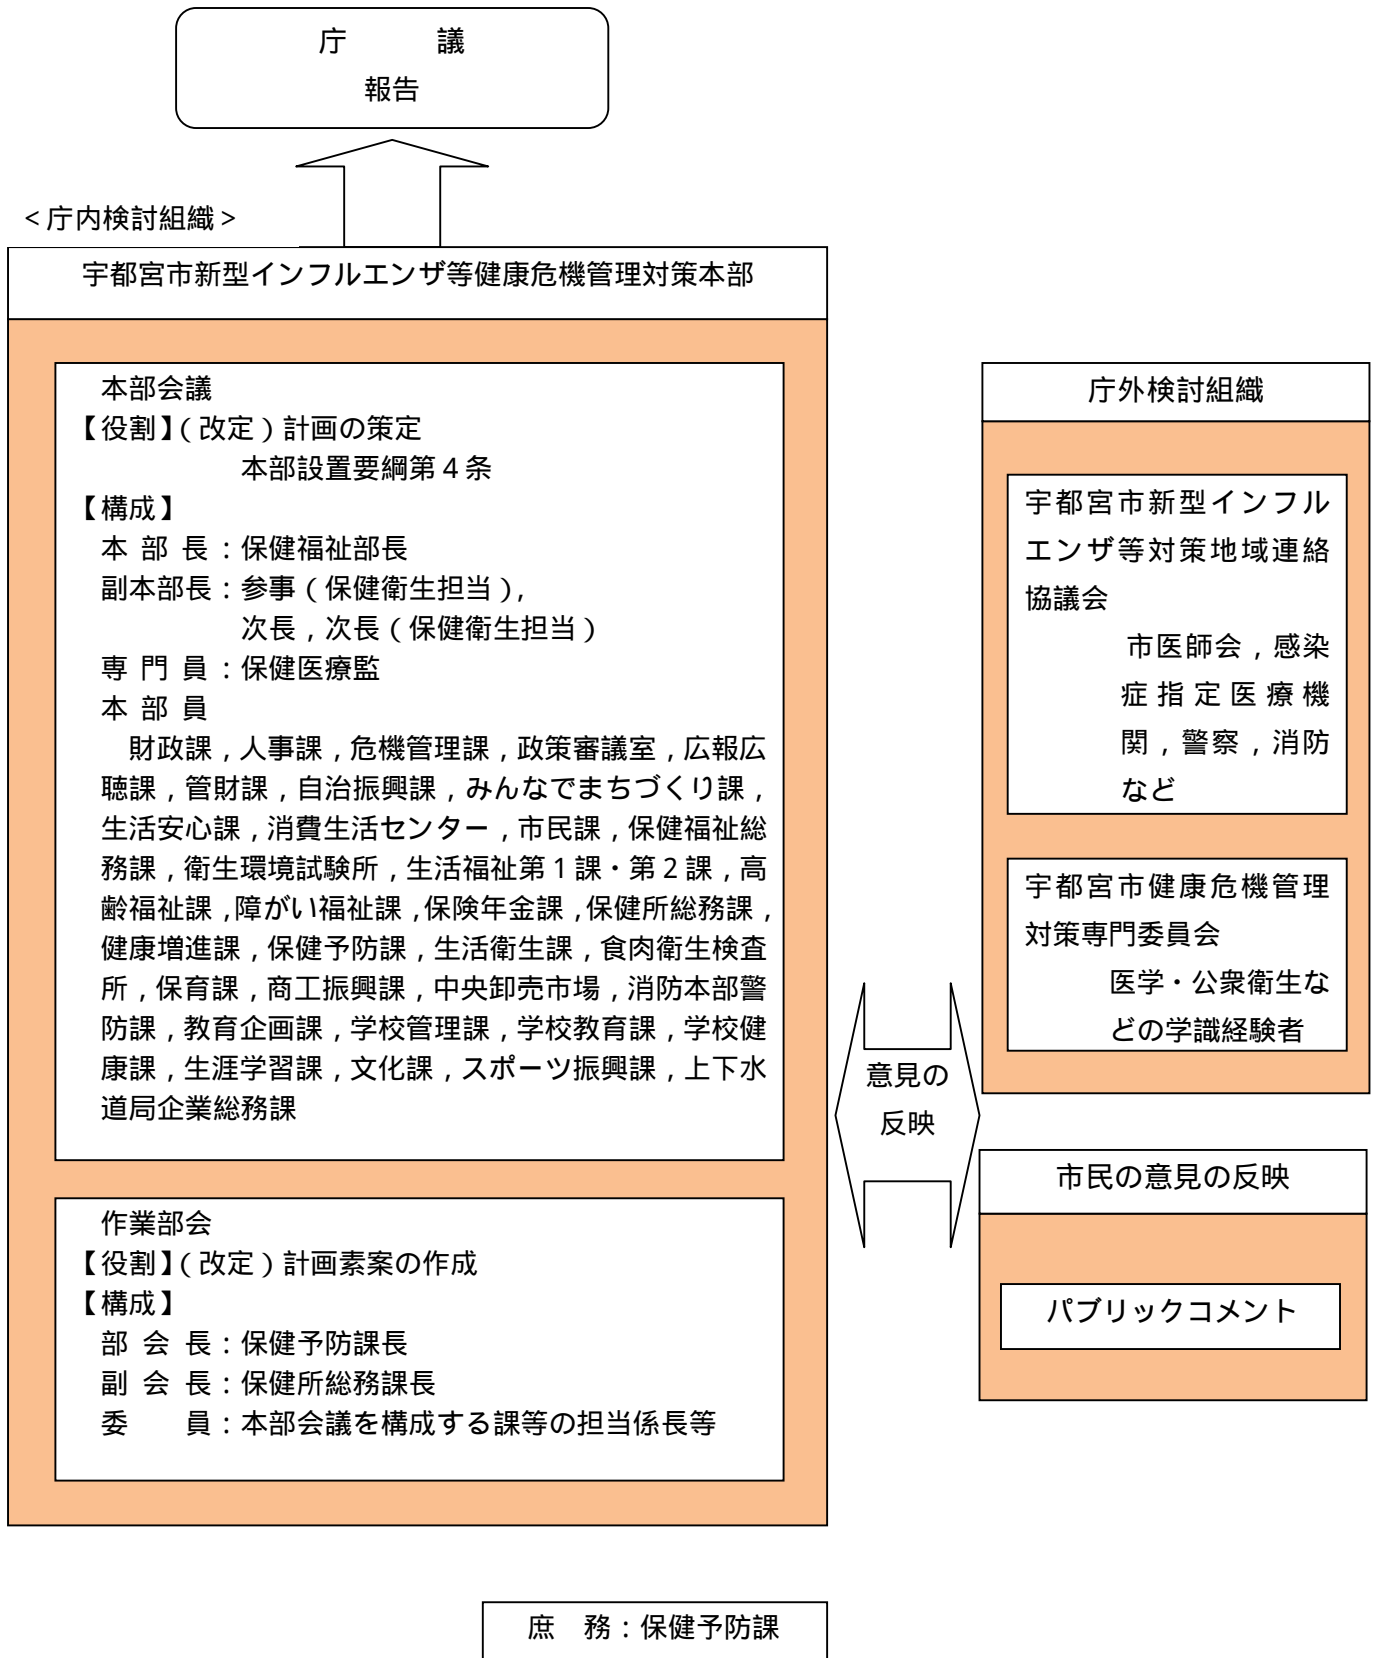 庁　　　議
報告
＜庁内検討組織＞
宇都宮市新型インフルエンザ等健康危機管理対策本部
本部会議
【役割】（改定）計画の策定
本部設置要綱第４条
【構成】
本 部 長：保健福祉部長
副本部長：参事（保健衛生担当），
次長，次長（保健衛生担当）
専 門 員：保健医療監
本 部 員
財政課，人事課，危機管理課，政策審議室，広報広
聴課，管財課，自治振興課，みんなでまちづくり課，
生活安心課，消費生活センター，市民課，保健福祉総
務課，衛生環境試験所，生活福祉第１課・第２課，高
齢福祉課，障がい福祉課，保険年金課，保健所総務課，
健康増進課，保健予防課，生活衛生課，食肉衛生検査
所，保育課，商工振興課，中央卸売市場，消防本部警
防課，教育企画課，学校管理課，学校教育課，学校健
康課，生涯学習課，文化課，スポーツ振興課，上下水
道局企業総務課
作業部会
【役割】（改定）計画素案の作成
【構成】
部 会 長：保健予防課長
副 会 長：保健所総務課長
委　　員：本部会議を構成する課等の担当係長等
意見の
反映
庁外検討組織
宇都宮市新型インフル
エンザ等対策地域連絡
協議会
市医師会，感染
症指定医療機
関，警察，消防
など
宇都宮市健康危機管理
対策専門委員会
医学・公衆衛生な
どの学識経験者
市民の意見の反映
パブリックコメント
庶　務：保健予防課